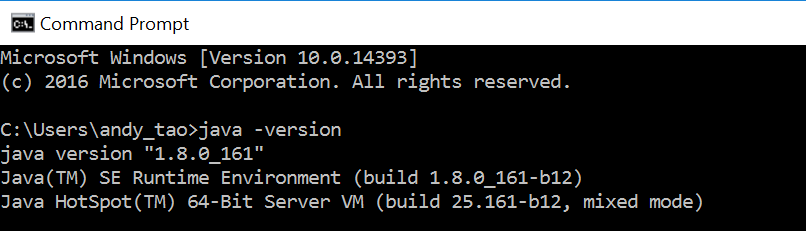 Command Prompt
Microsoft Windows [Version 10.0.14393]
(c) 2016 Microsoft Corporation. All rights reserved.
C:\Users\andy_tao>java -version
java version "1.8.0_161"
Java(TM) SE Runtime Environment (build 1.8.0_161-b12)
Java HotSpot(TM) 64-Bit Server VM (build 25.161-b12, mixed mode)